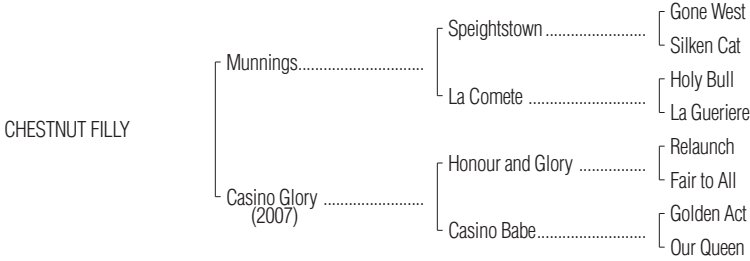 Gone West
Speightstown ........................
Silken Cat
Munnings..............................
Holy Bull
La Comete ............................
La Gueriere
CHESTNUT FILLY
Relaunch
Honour and Glory ................
Fair to All
Casino Glory ........................
(2007)
Golden Act
Casino Babe..........................
Our Queen